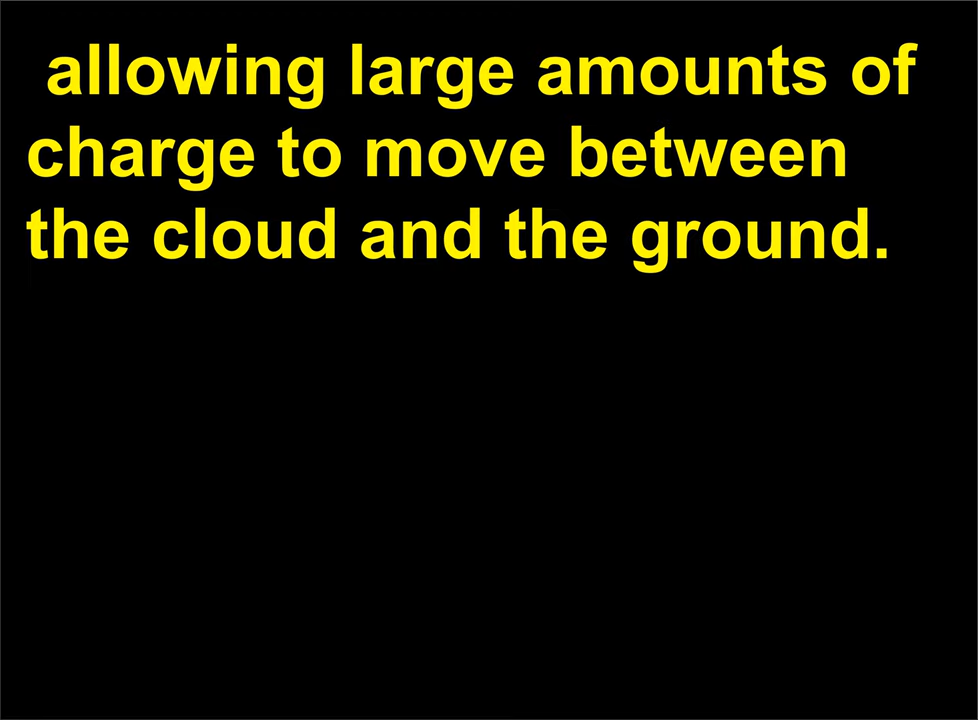 allowing large amounts of
charge to move between
the cloud and the ground.